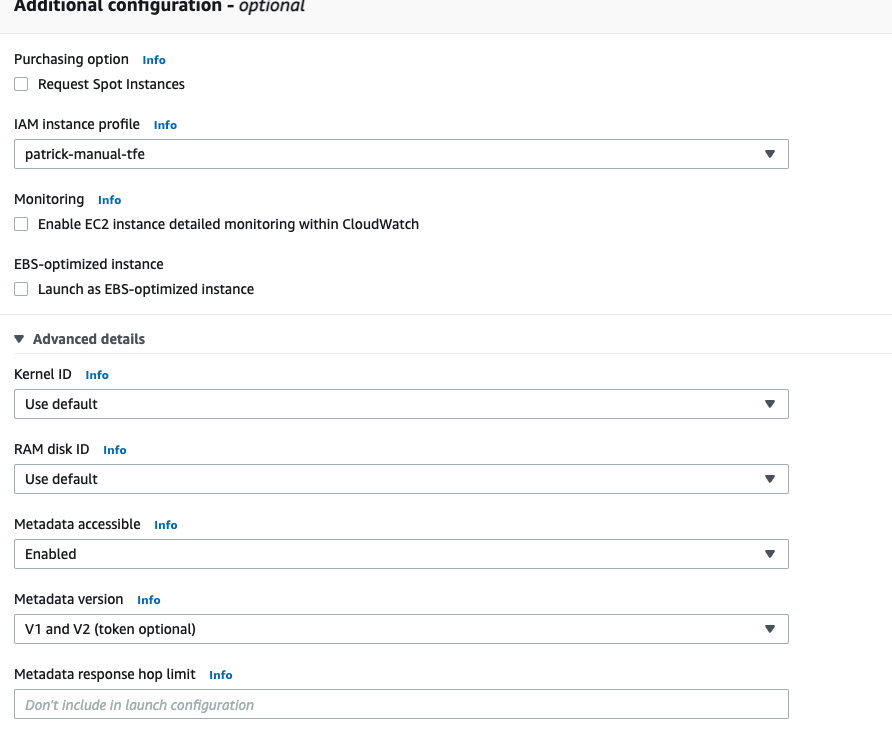 Additional configuration - optional
Purchasing option Info
Request Spot Instances
IAM instance profile Info
patrick-manual-tfe
Monitoring Info
Enable EC2 instance detailed monitoring within CloudWatch
EBS-optimized instance
Launch as EBS-optimized instance
Advanced details
Kernel ID Info
Use default
RAM disk ID Info
Use default
Metadata accessible Info
Enabled
Metadata version Info
V1 and V2 (token optional)
Metadata response hop limit Info
Don't include in launch configuration